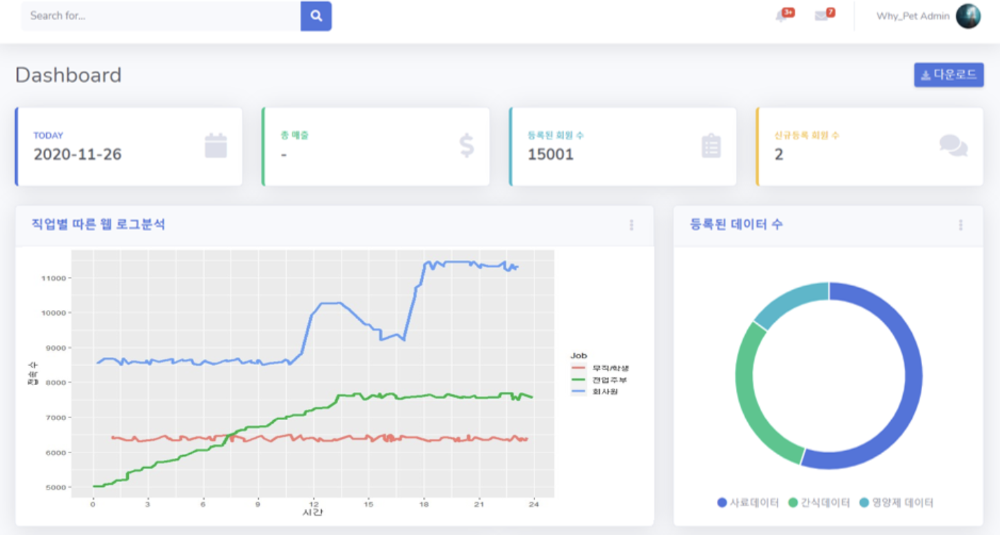 Search for...
3+
7
Why_Pet Admin
Dashboard
다운로드
TODAY
2020-11-26
총 매출
-
등록된 회원 수
15001
신규등록 회원 수
2
직업별 따른 웹 로그분석
등록된 데이터 수
11000
10000
9000
8000
7000
6000
5000
접속 수
0 3 6 9 12 15 18 21 24
시간
Job
무직/학생
전업주부
회사원
사료데이터 간식데이터 영양제 데이터